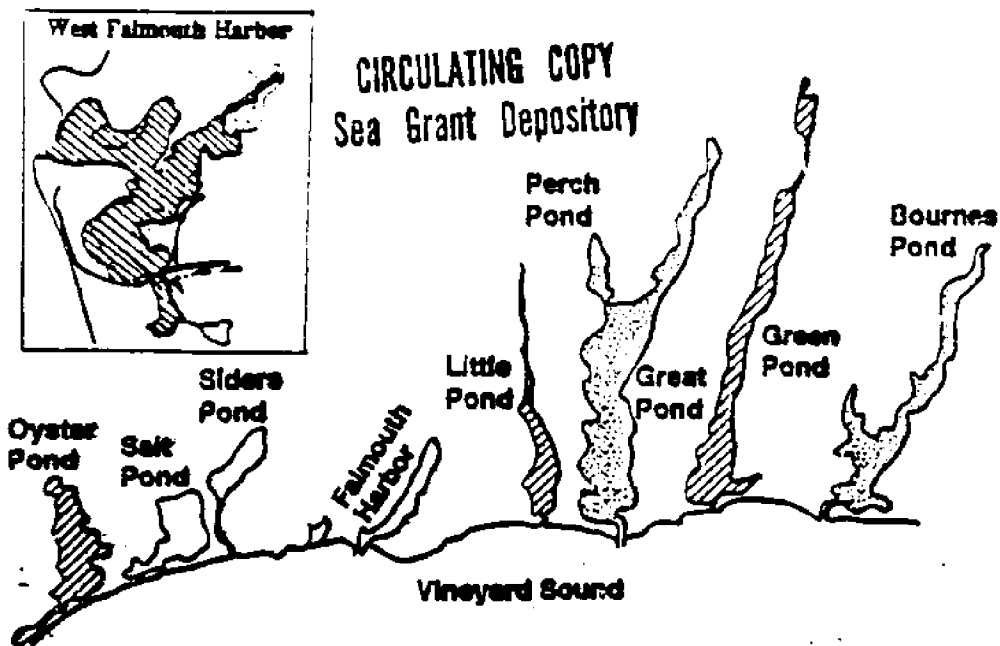 West Falmouth Harbor
CIRCULATING COPY
Sea Grant Depository
Perch
Pond
Bournes
Pond
Little
Pond
Great
Pond
Green
Pond
Siders
Pond
Oyster
Pond
Salt
Pond
Falmouth
Harbor
Vineyard Sound